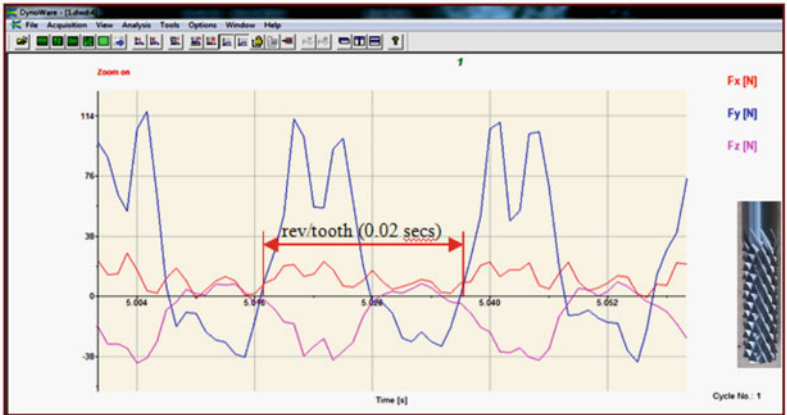 DynoWare - [1.dwd-
File Acquisition View Analysis Tools Options Window Help
1
Zoom on
Fx [N]
Fy [N]
Fz [N]
114
76
38
0
-38
rev/tooth (0.02 secs)
5.004 5.016 5.028 5.040 5.052
Time [s]
Cycle No.: 1